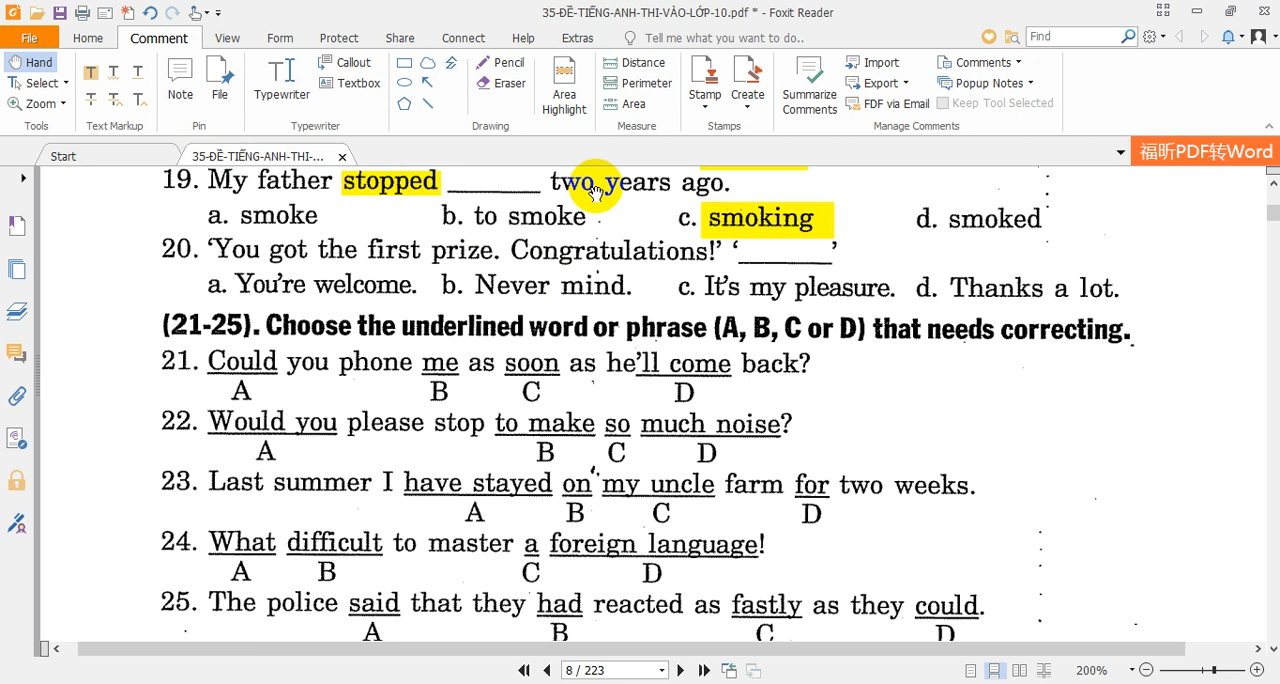 35-ĐỀ-TIẾNG-ANH-THI-VÀO-LỚP-10.pdf * - Foxit Reader
File Home Comment View Form Protect Share Connect Help Extras Tell me what you want to do.. Find
Hand
Select
Zoom
Tools
Text Markup
Note
File
Pin
Typewriter
Callout
Textbox
Typewriter
Pencil
Eraser
Drawing
Area Highlight
Distance
Perimeter
Area
Measure
Stamp
Create
Stamps
Summarize Comments
Import
Export
FDF via Email
Comments
Popup Notes
Keep Tool Selected
Manage Comments
Start
35-ĐỀ-TIẾNG-ANH-THI-...
福昕PDF转Word
19. My father stopped ________ two years ago.
a. smoke b. to smoke c. smoking d. smoked
20. ‘You got the first prize. Congratulations!’ ‘________’
a. You’re welcome. b. Never mind. c. It’s my pleasure. d. Thanks a lot.
(21-25). Choose the underlined word or phrase (A, B, C or D) that needs correcting.
21. Could you phone me as soon as he’ll come back?
A B C D
22. Would you please stop to make so much noise?
A B C D
23. Last summer I have stayed on my uncle farm for two weeks.
A B C D
24. What difficult to master a foreign language!
A B C D
25. The police said that they had reacted as fastly as they could.
A B C D
8 / 223
200%